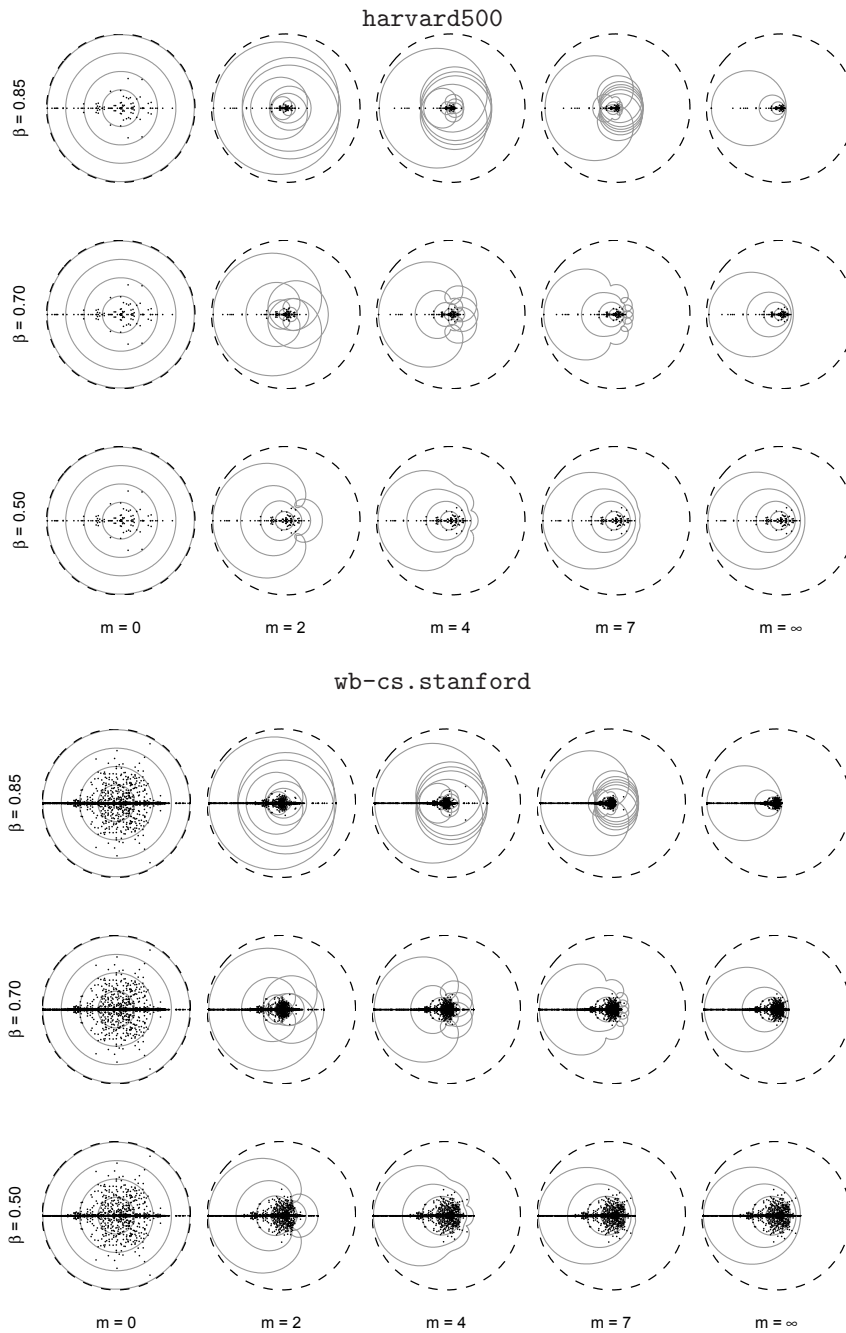 harvard500
β = 0.85
β = 0.70
β = 0.50
m = 0 m = 2 m = 4 m = 7 m = ∞
wb-cs.stanford
β = 0.85
β = 0.70
β = 0.50
m = 0 m = 2 m = 4 m = 7 m = ∞